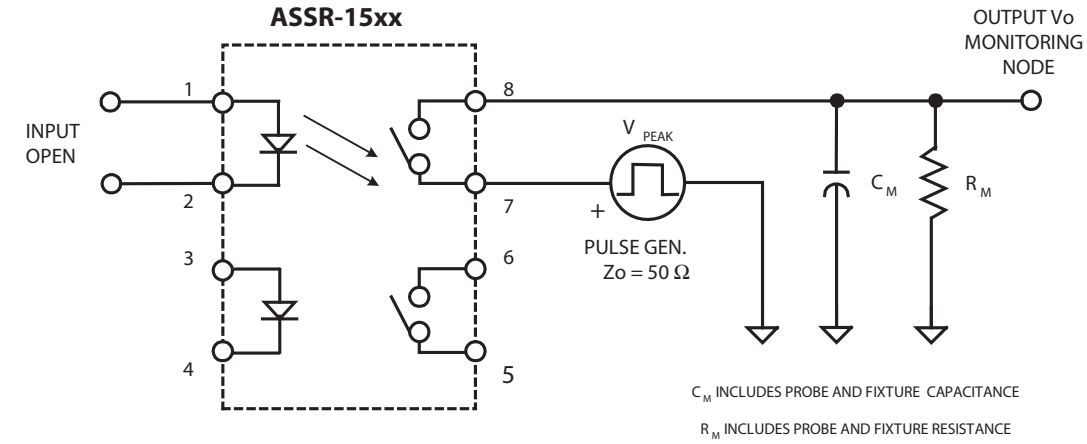 ASSR-15xx
OUTPUT Vo
MONITORING
NODE
1
8
INPUT
OPEN
V PEAK
2
7
+
C M
R M
PULSE GEN.
Zo = 50 Ω
3
6
4
5
C M INCLUDES PROBE AND FIXTURE CAPACITANCE
R M INCLUDES PROBE AND FIXTURE RESISTANCE